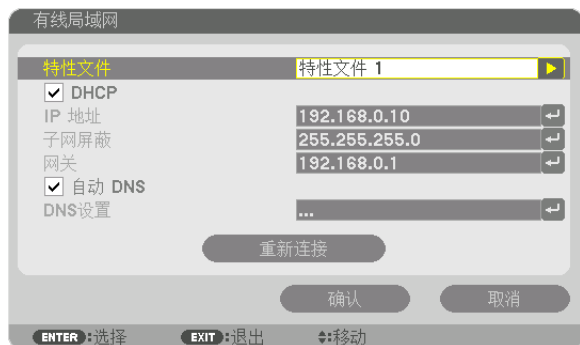 有线局域网
特性文件 特性文件 1
DHCP
IP 地址 192.168.0.10
子网屏蔽 255.255.255.0
网关 192.168.0.1
自动 DNS
DNS设置 ...
重新连接
确认 取消
ENTER:选择 EXIT:退出 :移动